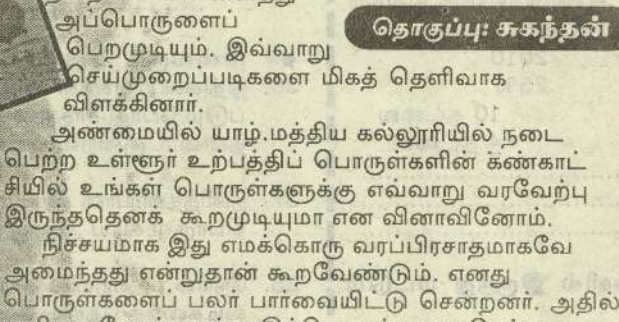 அப்பொருளைப்
தொகுப்பு: சுகந்தன்
பெறமுடியும். இவ்வாறு
செய்முறைப்படிகளை மிகத் தெளிவாக
விளக்கினார்.
அண்மையில் யாழ்.மத்திய கல்லூரியில் நடை
பெற்ற உள்ளூர் உற்பத்திப் பொருள்களின் கண்காட்
சியில் உங்கள் பொருள்களுக்கு எவ்வாறு வரவேற்பு
இருந்ததெனக் கூறமுடியுமா என வினாவினோம்.
நிச்சயமாக இது எமக்கொரு வரப்பிரசாதமாகவே
அமைந்தது என்றுதான் கூறவேண்டும். எனது
பொருள்களைப் பலர் பார்வையிட்டு சென்றனர். அதில்